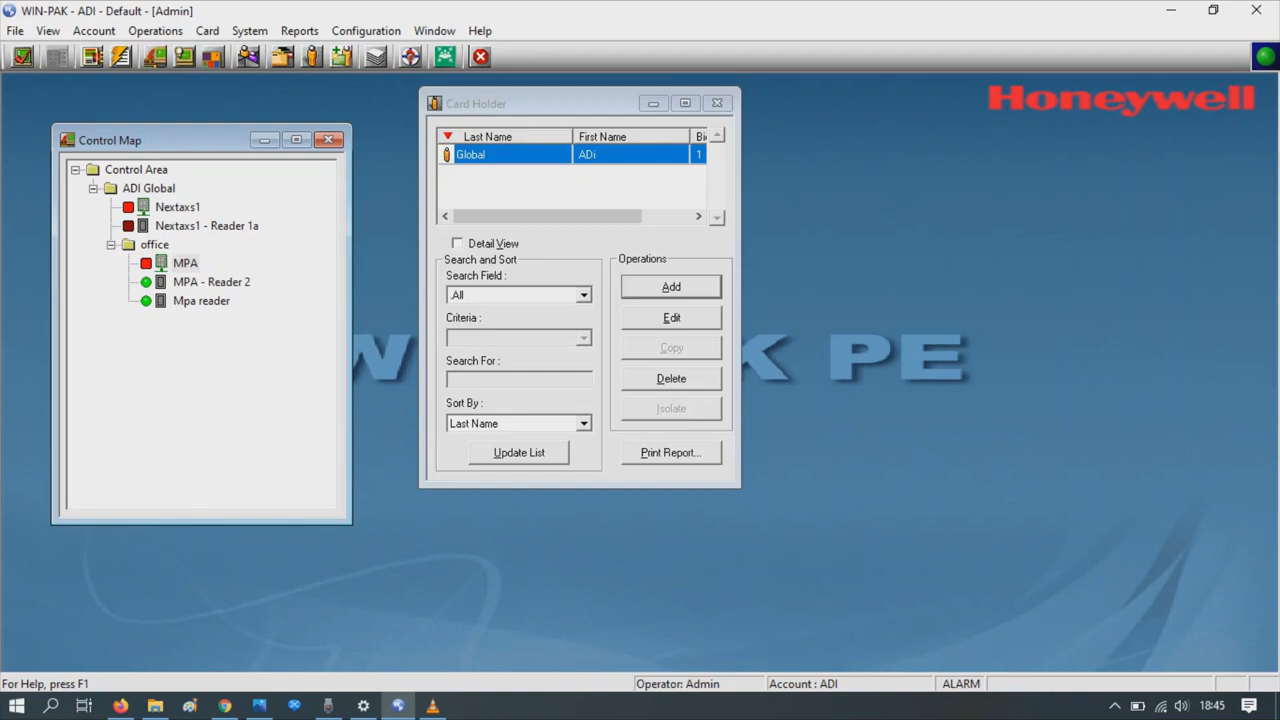 WIN-PAK - ADI - Default - [Admin]
File View Account Operations Card System Reports Configuration Window Help
Honeywell
Control Map
Control Area
ADI Global
Nextaxs1
Nextaxs1 - Reader 1a
office
MPA
MPA - Reader 2
Mpa reader
Card Holder
Last Name First Name Bi
Global ADi 1
Detail View
Search and Sort
Search Field :
.All
Criteria :
Search For :
Sort By :
Last Name
Update List
Operations
Add
Edit
Copy
Delete
Isolate
Print Report...
W K PE
For Help, press F1
Operator: Admin
Account : ADI
ALARM
18:45